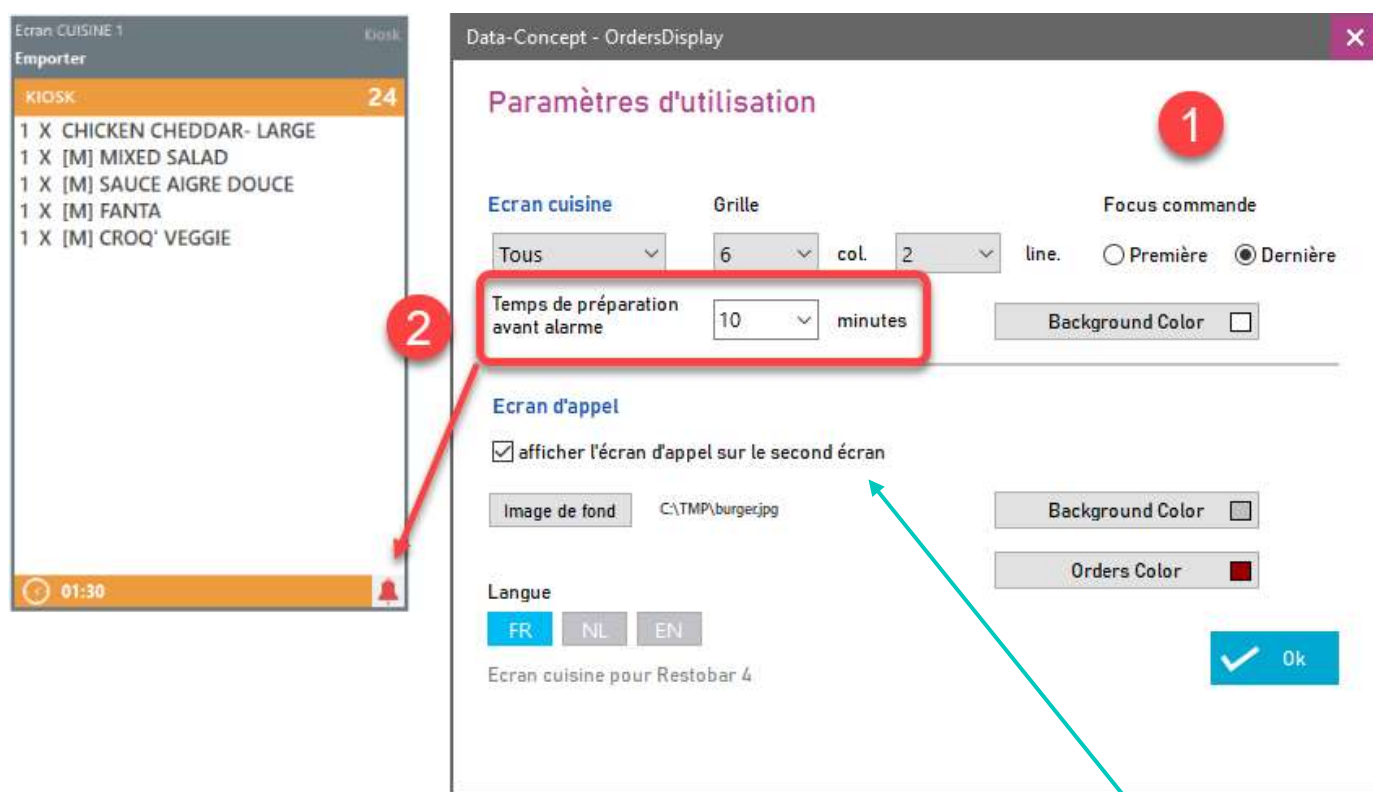 Ecran CUISINE 1
Kiosk
Emporter
KIOSK 24
1 X CHICKEN CHEDDAR- LARGE
1 X [M] MIXED SALAD
1 X [M] SAUCE AIGRE DOUCE
1 X [M] FANTA
1 X [M] CROQ' VEGGIE
01:30
Data-Concept - OrdersDisplay
Paramètres d'utilisation
1
Ecran cuisine Grille Focus commande
Tous 6 col. 2 line. Première Dernière
2
Temps de préparation
avant alarme
10 minutes
Background Color
Ecran d'appel
afficher l'écran d'appel sur le second écran
Image de fond C:\TMP\burger.jpg Background Color
Orders Color
Langue
FR NL EN
Ok
Ecran cuisine pour Restobar 4